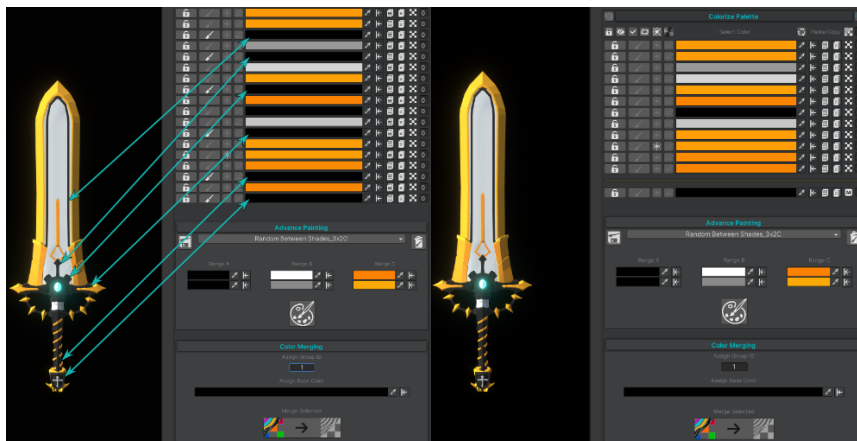 Colorize Palette
Select Color
Paste/Copy
Advance Painting
Random Between Shades_3x2C
Range A
Range B
Range C
Color Merging
Assign Group ID
1
Assign Base Color
Merge Selected
Advance Painting
Random Between Shades_3x2C
Range A
Range B
Range C
Color Merging
Assign Group ID
1
Assign Base Color
Merge Selected